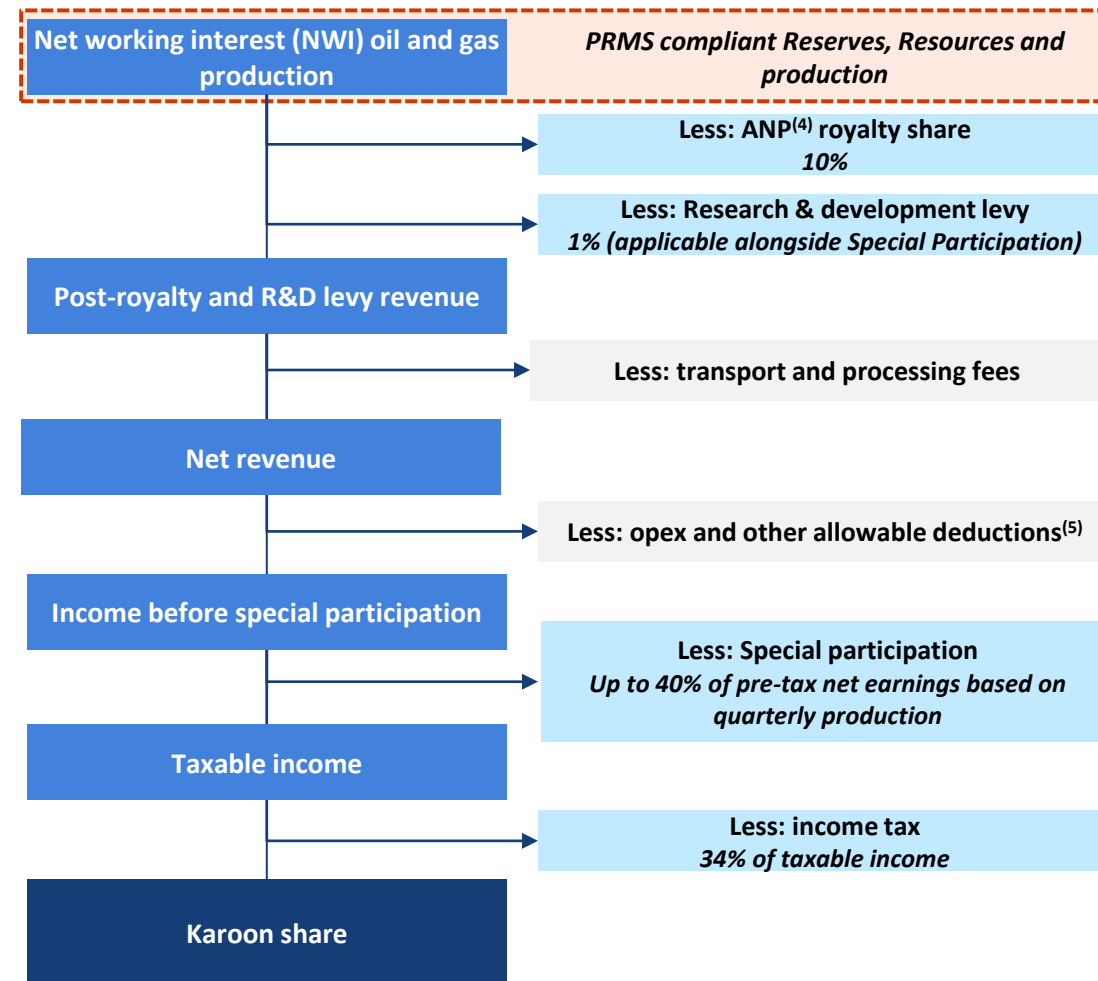 Net working interest (NWI) oil and gas
production
PRMS compliant Reserves, Resources and
production
Less: ANP(4) royalty share
10%
Less: Research & development levy
1% (applicable alongside Special Participation)
Post-royalty and R&D levy revenue
Less: transport and processing fees
Net revenue
Less: opex and other allowable deductions(5)
Income before special participation
Less: Special participation
Up to 40% of pre-tax net earnings based on
quarterly production
Taxable income
Less: income tax
34% of taxable income
Karoon share